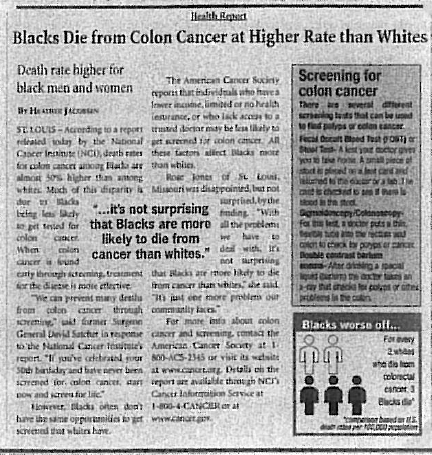 Health Report
Blacks Die from Colon Cancer at Higher Rate than Whites
Death rate higher for
black men and women
BY HEATHER JACOBSEN
ST. LOUIS – According to a report
released today by the National
Cancer Institute (NCI), death rates
for colon cancer among Blacks are
almost 50% higher than among
whites. Much of this disparity is
due to Blacks
being less likely
to get tested for
colon cancer.
When colon
cancer is found
early through screening, treatment
for the disease is more effective.
"We can prevent many deaths
from colon cancer through
screening," said former Surgeon
General David Satcher in response
to the National Cancer Institute's
report. "If you've celebrated your
50th birthday and have never been
screened for colon cancer, start
now and screen for life."
However, Blacks often don't
have the same opportunities to get
screened that whites have.
"...it's not surprising
that Blacks are more
likely to die from
cancer than whites."
The American Cancer Society
reports that individuals who have a
lower income, limited or no health
insurance, or who lack access to a
trusted doctor may be less likely to
get screened for colon cancer. All
these factors affect Blacks more
than whites.
Rose Jones of St. Louis,
Missouri was disappointed, but not
surprised, by the
finding. "With
all the problems
we have to
deal with, it's
not surprising
that Blacks are more likely to die
from cancer than whites," she said.
"It's just one more problem our
community faces."
For more info about colon
cancer and screening, contact the
American Cancer Society at 1-
800-ACS-2345 or visit its website
at www.cancer.org. Details on the
report are available through NCI's
Cancer Information Service at
1-800-4-CANCER or at
www.cancer.gov.
Screening for
colon cancer
There are several different
screening tests that can be used
to find polyps or colon cancer.
Fecal Occult Blood Test (FOBT) or
Stool Test- A test your doctor gives
you to take home. A small piece of
stool is placed on a test card and
returned to the doctor or a lab. The
card is checked to see if there is
blood in the stool.
Sigmoidoscopy/Colonoscopy-
For this test, a doctor puts a thin,
flexible tube into the rectum and
colon to check for polyps or cancer.
Double contrast barium
enema-After drinking a special
liquid barium the doctor takes an
x-ray that checks for polyps or other
problems in the colon.
Blacks worse off...
For every
2 whites
who die from
colorectal
cancer, 3
Blacks die*
*comparison based on U.S.
death rates per 100,000 population